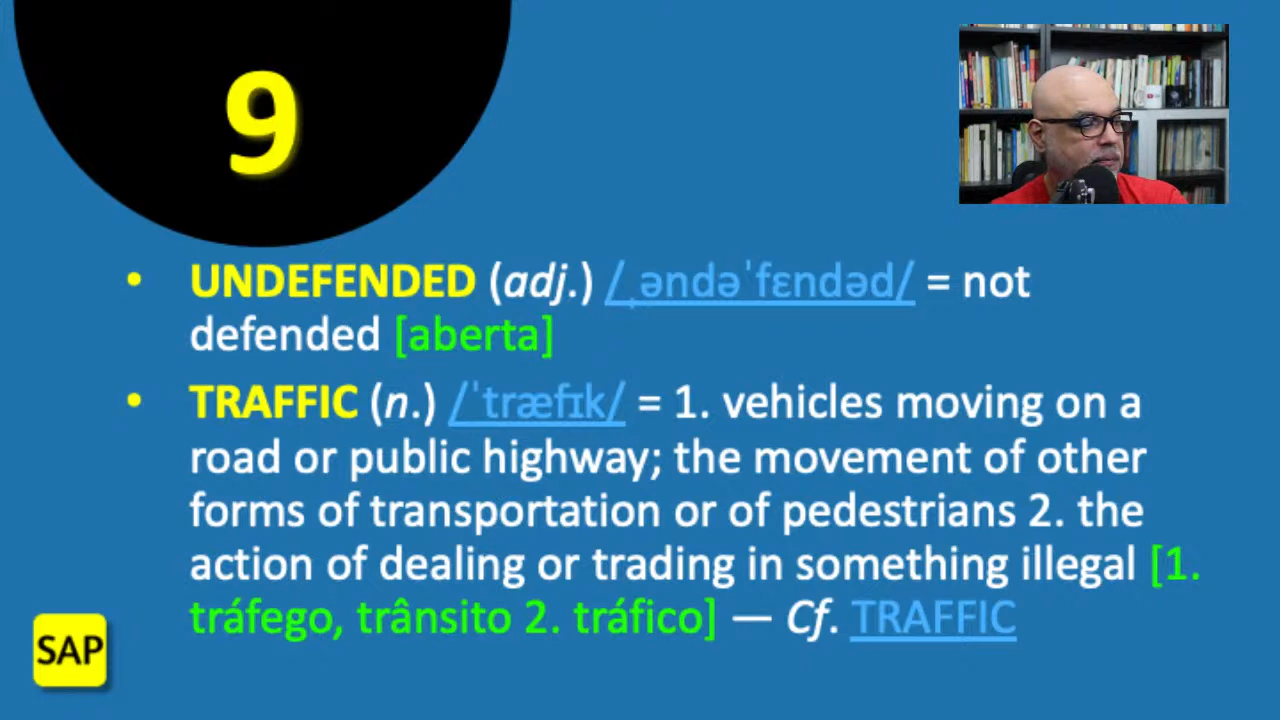 9
• UNDEFENDED (adj.) /ˌəndəˈfɛndəd/ = not
defended [aberta]
• TRAFFIC (n.) /ˈtræfɪk/ = 1. vehicles moving on a
road or public highway; the movement of other
forms of transportation or of pedestrians 2. the
action of dealing or trading in something illegal [1.
tráfego, trânsito 2. tráfico] — Cf. TRAFFIC
SAP